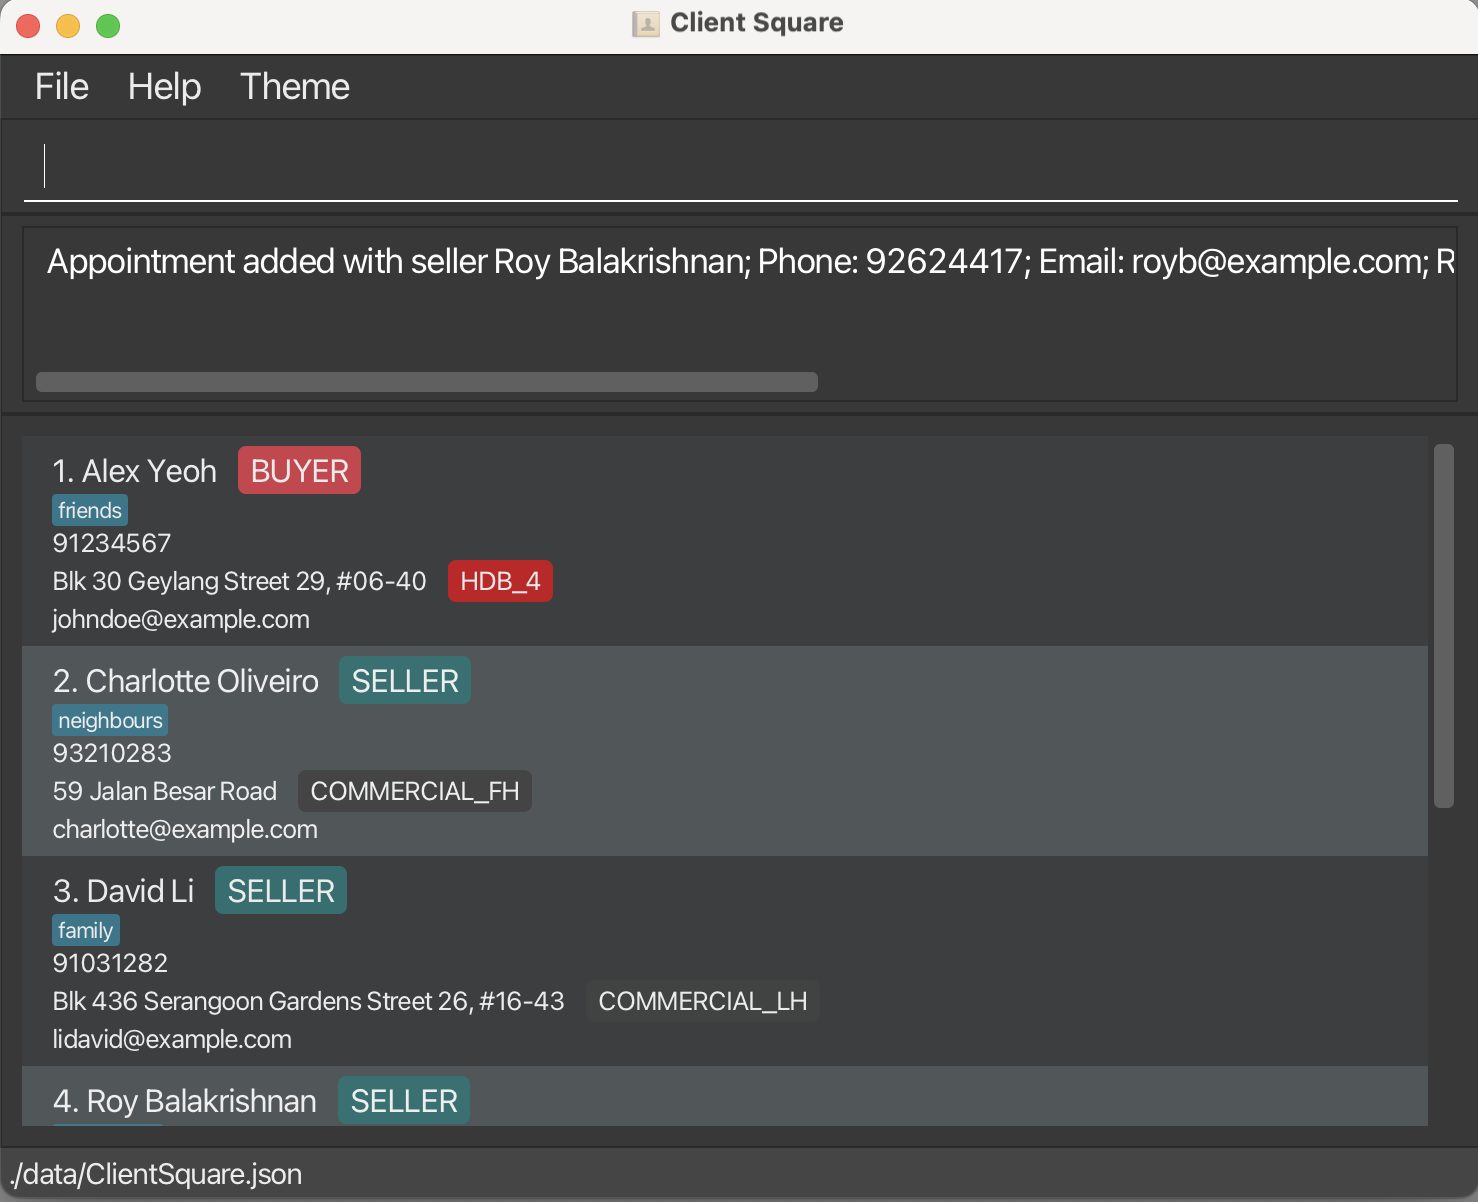 Client Square
File Help Theme
Appointment added with seller Roy Balakrishnan; Phone: 92624417; Email: royb@example.com; R
1. Alex Yeoh BUYER
friends
91234567
Blk 30 Geylang Street 29, #06-40 HDB_4
johndoe@example.com
2. Charlotte Oliveiro SELLER
neighbours
93210283
59 Jalan Besar Road COMMERCIAL_FH
charlotte@example.com
3. David Li SELLER
family
91031282
Blk 436 Serangoon Gardens Street 26, #16-43 COMMERCIAL_LH
lidavid@example.com
4. Roy Balakrishnan SELLER
./data/ClientSquare.json